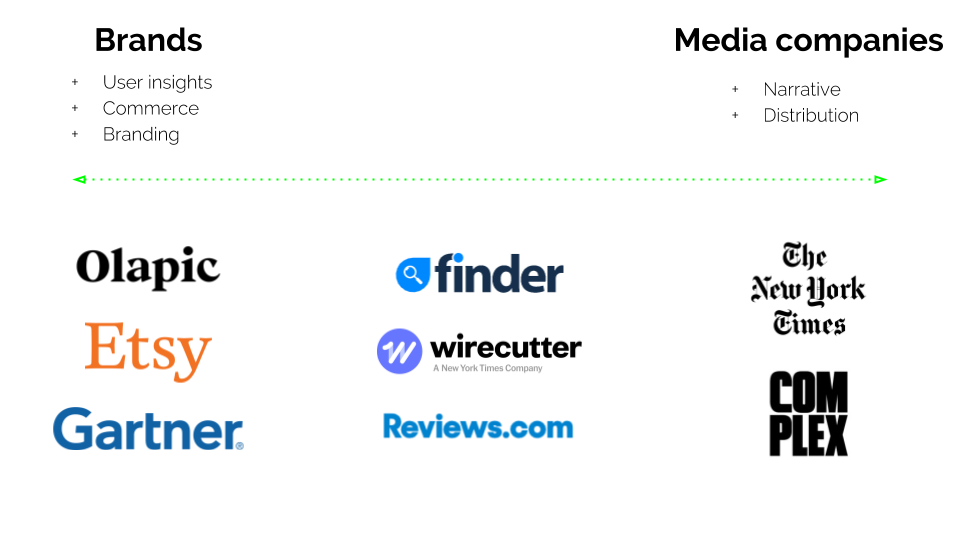 Brands
+ User insights
+ Commerce
+ Branding
Media companies
+ Narrative
+ Distribution
Olapic
Etsy
Gartner®
finder
w wirecutter
A New York Times Company
Reviews.com
The
New York
Times
COM
PLEX